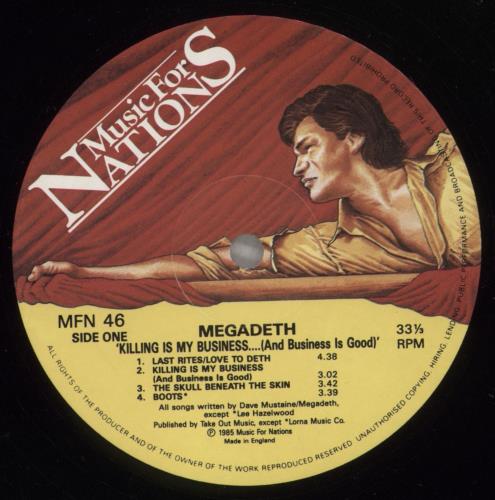 Music For
NATIONS
MFN 46
SIDE ONE
MEGADETH
'KILLING IS MY BUSINESS....(And Business Is Good)'
33⅓
RPM
1. LAST RITES/LOVE TO DETH 4.38
2. KILLING IS MY BUSINESS
(And Business Is Good) 3.02
3. THE SKULL BENEATH THE SKIN 3.42
4. BOOTS* 3.39
All songs written by Dave Mustaine/Megadeth,
except *Lee Hazelwood
Published by Take Out Music, except *Lorna Music Co.
Ⓟ 1985 Music For Nations
Made in England
ALL RIGHTS OF THE PRODUCER AND OF THE OWNER OF THE WORK REPRODUCED RESERVED. UNAUTHORISED COPYING, HIRING, LENDING, PUBLIC PERFORMANCE AND BROADCASTING OF THIS RECORD PROHIBITED